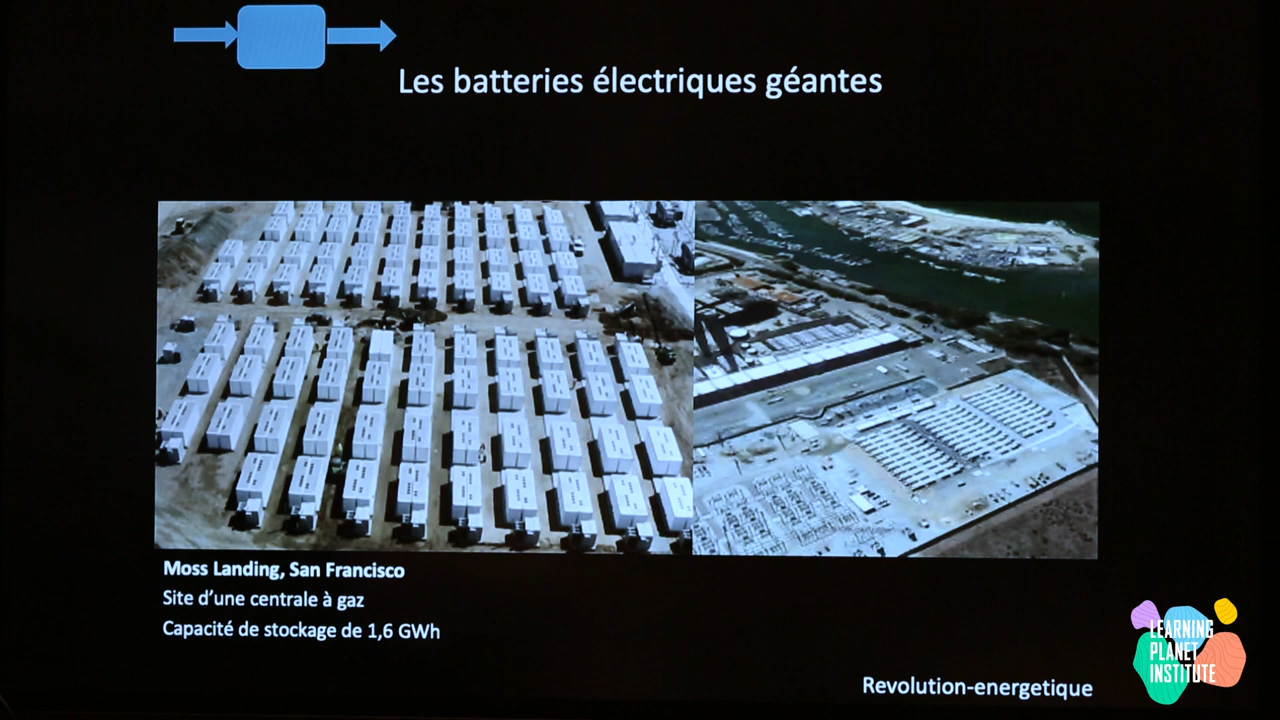 Les batteries électriques géantes
Moss Landing, San Francisco
Site d'une centrale à gaz
Capacité de stockage de 1,6 GWh
Revolution-energetique
LEARNING
PLANET
INSTITUTE